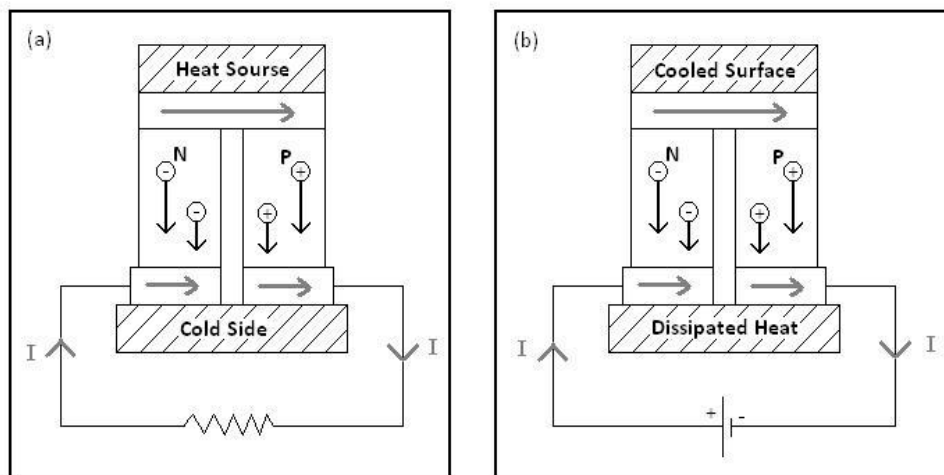 (a)
Heat Sourse
N
P
-
+
-
+
Cold Side
I
I
(b)
Cooled Surface
N
P
-
+
-
+
Dissipated Heat
I
I
+
-